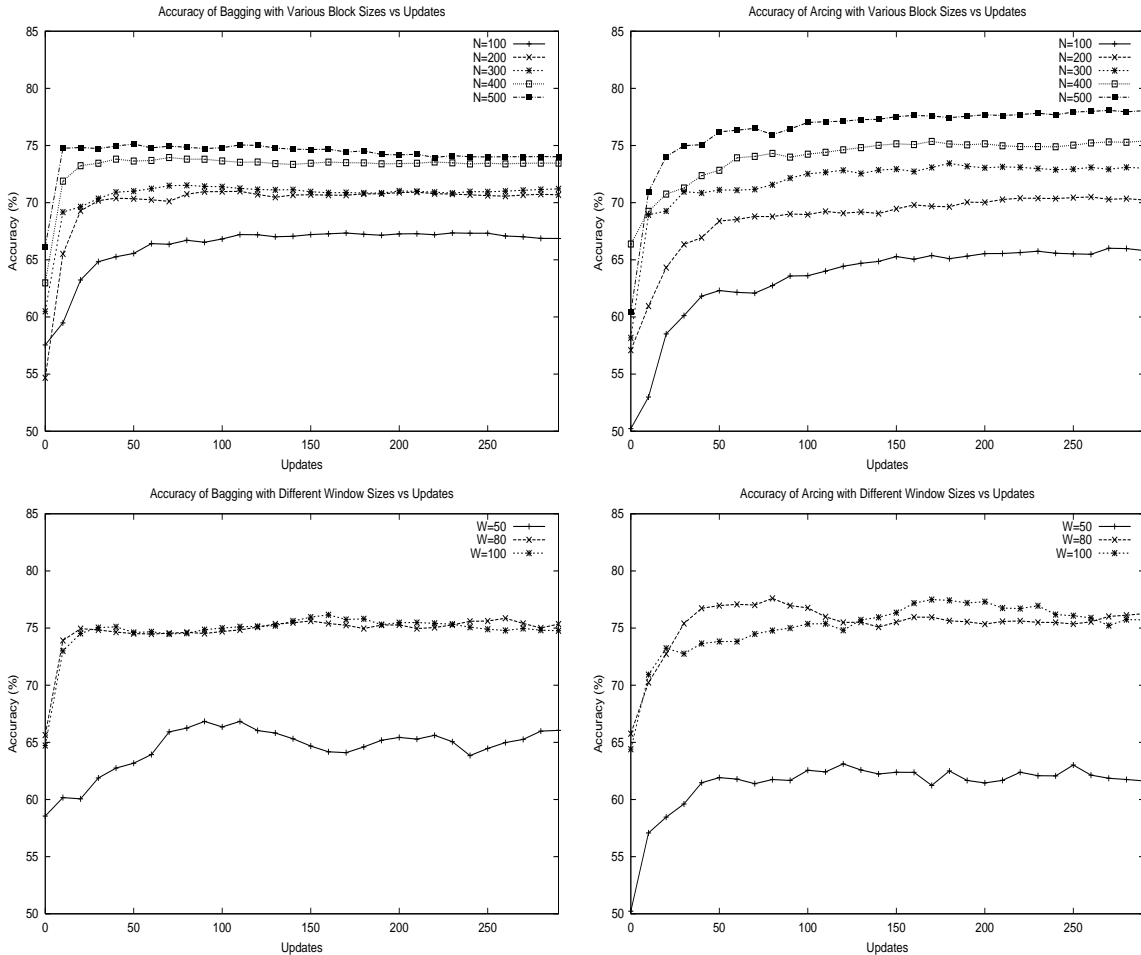 Accuracy of Bagging with Various Block Sizes vs Updates
85
80
75
70
65
60
55
50
Accuracy (%)
N=100
N=200
N=300
N=400
N=500
0
50
100
150
200
250
Updates
Accuracy of Arcing with Various Block Sizes vs Updates
85
80
75
70
65
60
55
50
Accuracy (%)
N=100
N=200
N=300
N=400
N=500
0
50
100
150
200
250
Updates
Accuracy of Bagging with Different Window Sizes vs Updates
85
80
75
70
65
60
55
50
Accuracy (%)
W=50
W=80
W=100
0
50
100
150
200
250
Updates
Accuracy of Arcing with Different Window Sizes vs Updates
85
80
75
70
65
60
55
50
Accuracy (%)
W=50
W=80
W=100
0
50
100
150
200
250
Updates